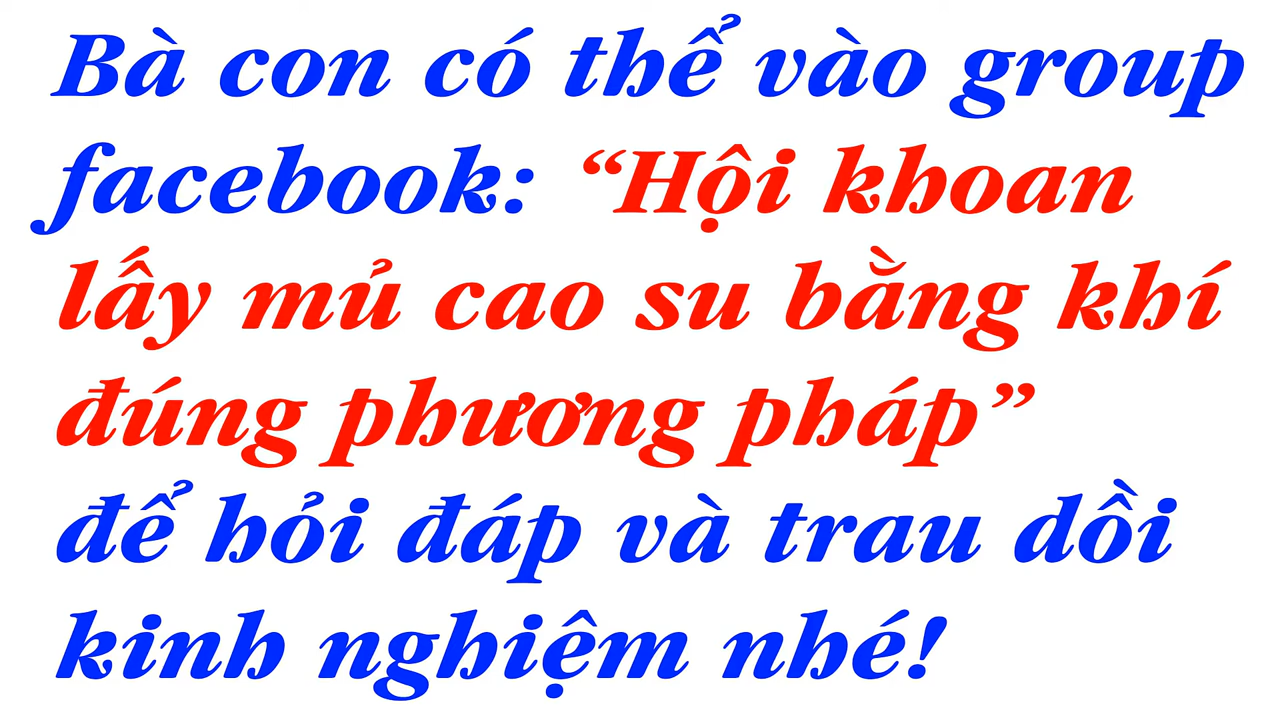 Bà con có thể vào group
facebook: “Hội khoan
lấy mủ cao su bằng khí
đúng phương pháp”
để hỏi đáp và trau dồi
kinh nghiệm nhé!